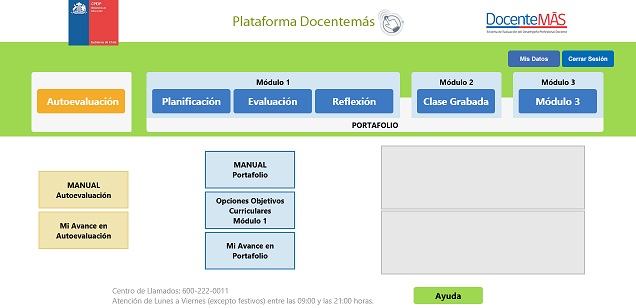 CPEIP
Ministerio de
Educación
Gobierno de Chile
Plataforma Docentemás
DOCENTEMÁS
Sistema de Evaluación del Desempeño Profesional Docente
Mis Datos
Cerrar Sesión
Módulo 1
Módulo 2
Módulo 3
Autoevaluación
Planificación
Evaluación
Reflexión
Clase Grabada
Módulo 3
PORTAFOLIO
MANUAL
Autoevaluación
Mi Avance en
Autoevaluación
MANUAL
Portafolio
Opciones Objetivos
Curriculares
Módulo 1
Mi Avance en
Portafolio
Centro de Llamados: 600-222-0011
Atención de Lunes a Viernes (excepto festivos) entre las 09:00 y las 21:00 horas.
Ayuda